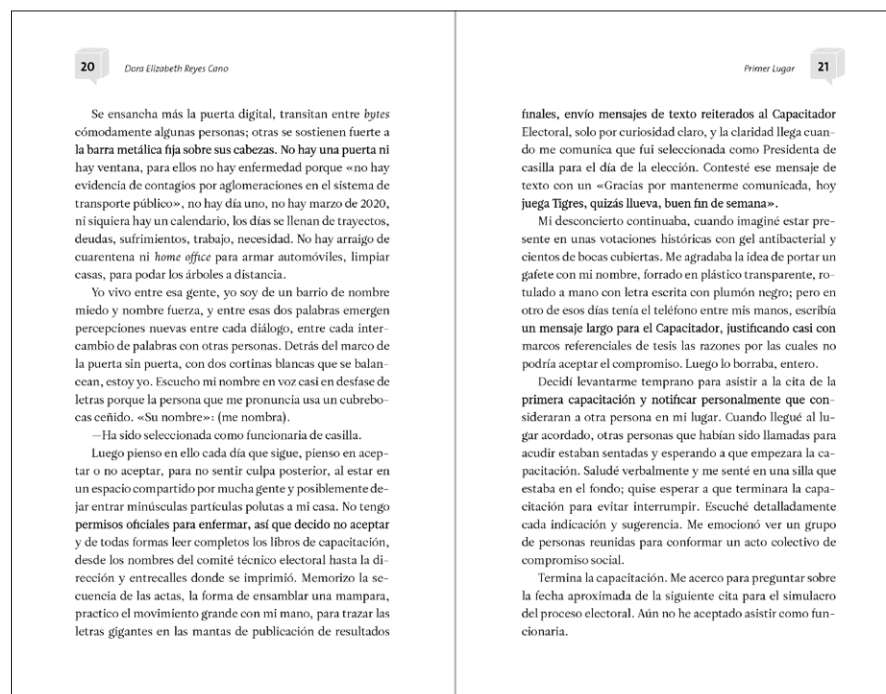 20
Dora Elizabeth Reyes Cano
Se ensancha más la puerta digital, transitan entre bytes
cómodamente algunas personas; otras se sostienen fuerte a
la barra metálica fija sobre sus cabezas. No hay una puerta ni
hay ventana, para ellos no hay enfermedad porque «no hay
evidencia de contagios por aglomeraciones en el sistema de
transporte público», no hay día uno, no hay marzo de 2020,
ni siquiera hay un calendario, los días se llenan de trayectos,
deudas, sufrimientos, trabajo, necesidad. No hay arraigo de
cuarentena ni home office para armar automóviles, limpiar
casas, para podar los árboles a distancia.
Yo vivo entre esa gente, yo soy de un barrio de nombre
miedo y nombre fuerza, y entre esas dos palabras emergen
percepciones nuevas entre cada diálogo, entre cada inter-
cambio de palabras con otras personas. Detrás del marco de
la puerta sin puerta, con dos cortinas blancas que se balan-
cean, estoy yo. Escucho mi nombre en voz casi en desfase de
letras porque la persona que me pronuncia usa un cubrebo-
cas ceñido. «Su nombre»: (me nombra).
—Ha sido seleccionada como funcionaria de casilla.
Luego pienso en ello cada día que sigue, pienso en acep-
tar o no aceptar, para no sentir culpa posterior, al estar en
un espacio compartido por mucha gente y posiblemente de-
jar entrar minúsculas partículas polutas a mi casa. No tengo
permisos oficiales para enfermar, así que decido no aceptar
y de todas formas leer completos los libros de capacitación,
desde los nombres del comité técnico electoral hasta la di-
rección y entrecalles donde se imprimió. Memorizo la se-
cuencia de las actas, la forma de ensamblar una mampara,
practico el movimiento grande con mi mano, para trazar las
letras gigantes en las mantas de publicación de resultados
Primer Lugar
21
finales, envío mensajes de texto reiterados al Capacitador
Electoral, solo por curiosidad claro, y la claridad llega cuan-
do me comunica que fui seleccionada como Presidenta de
casilla para el día de la elección. Contesté ese mensaje de
texto con un «Gracias por mantenerme comunicada, hoy
juega Tigres, quizás llueva, buen fin de semana».
Mi desconcierto continuaba, cuando imaginé estar pre-
sente en unas votaciones históricas con gel antibacterial y
cientos de bocas cubiertas. Me agradaba la idea de portar un
gafete con mi nombre, forrado en plástico transparente, ro-
tulado a mano con letra escrita con plumón negro; pero en
otro de esos días tenía el teléfono entre mis manos, escribía
un mensaje largo para el Capacitador, justificando casi con
marcos referenciales de tesis las razones por las cuales no
podría aceptar el compromiso. Luego lo borraba, entero.
Decidí levantarme temprano para asistir a la cita de la
primera capacitación y notificar personalmente que con-
sideraran a otra persona en mi lugar. Cuando llegué al lu-
gar acordado, otras personas que habían sido llamadas para
acudir estaban sentadas y esperando a que empezara la ca-
pacitación. Saludé verbalmente y me senté en una silla que
estaba en el fondo; quise esperar a que terminara la capa-
citación para evitar interrumpir. Escuché detalladamente
cada indicación y sugerencia. Me emocionó ver un grupo
de personas reunidas para conformar un acto colectivo de
compromiso social.
Termina la capacitación. Me acerco para preguntar sobre
la fecha aproximada de la siguiente cita para el simulacro
del proceso electoral. Aún no he aceptado asistir como fun-
cionaria.